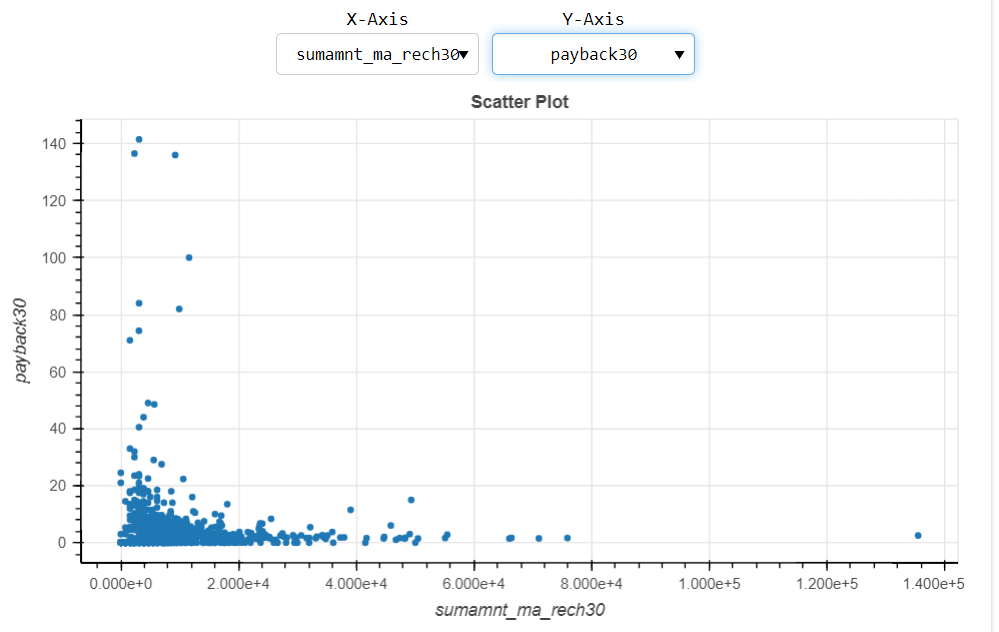 X-Axis Y-Axis
sumamnt_ma_rech30▼ payback30 ▼
Scatter Plot
140
120
100
80
60
40
20
0
payback30
0.000e+0 2.000e+4 4.000e+4 6.000e+4 8.000e+4 1.000e+5 1.200e+5 1.400e+5
sumamnt_ma_rech30